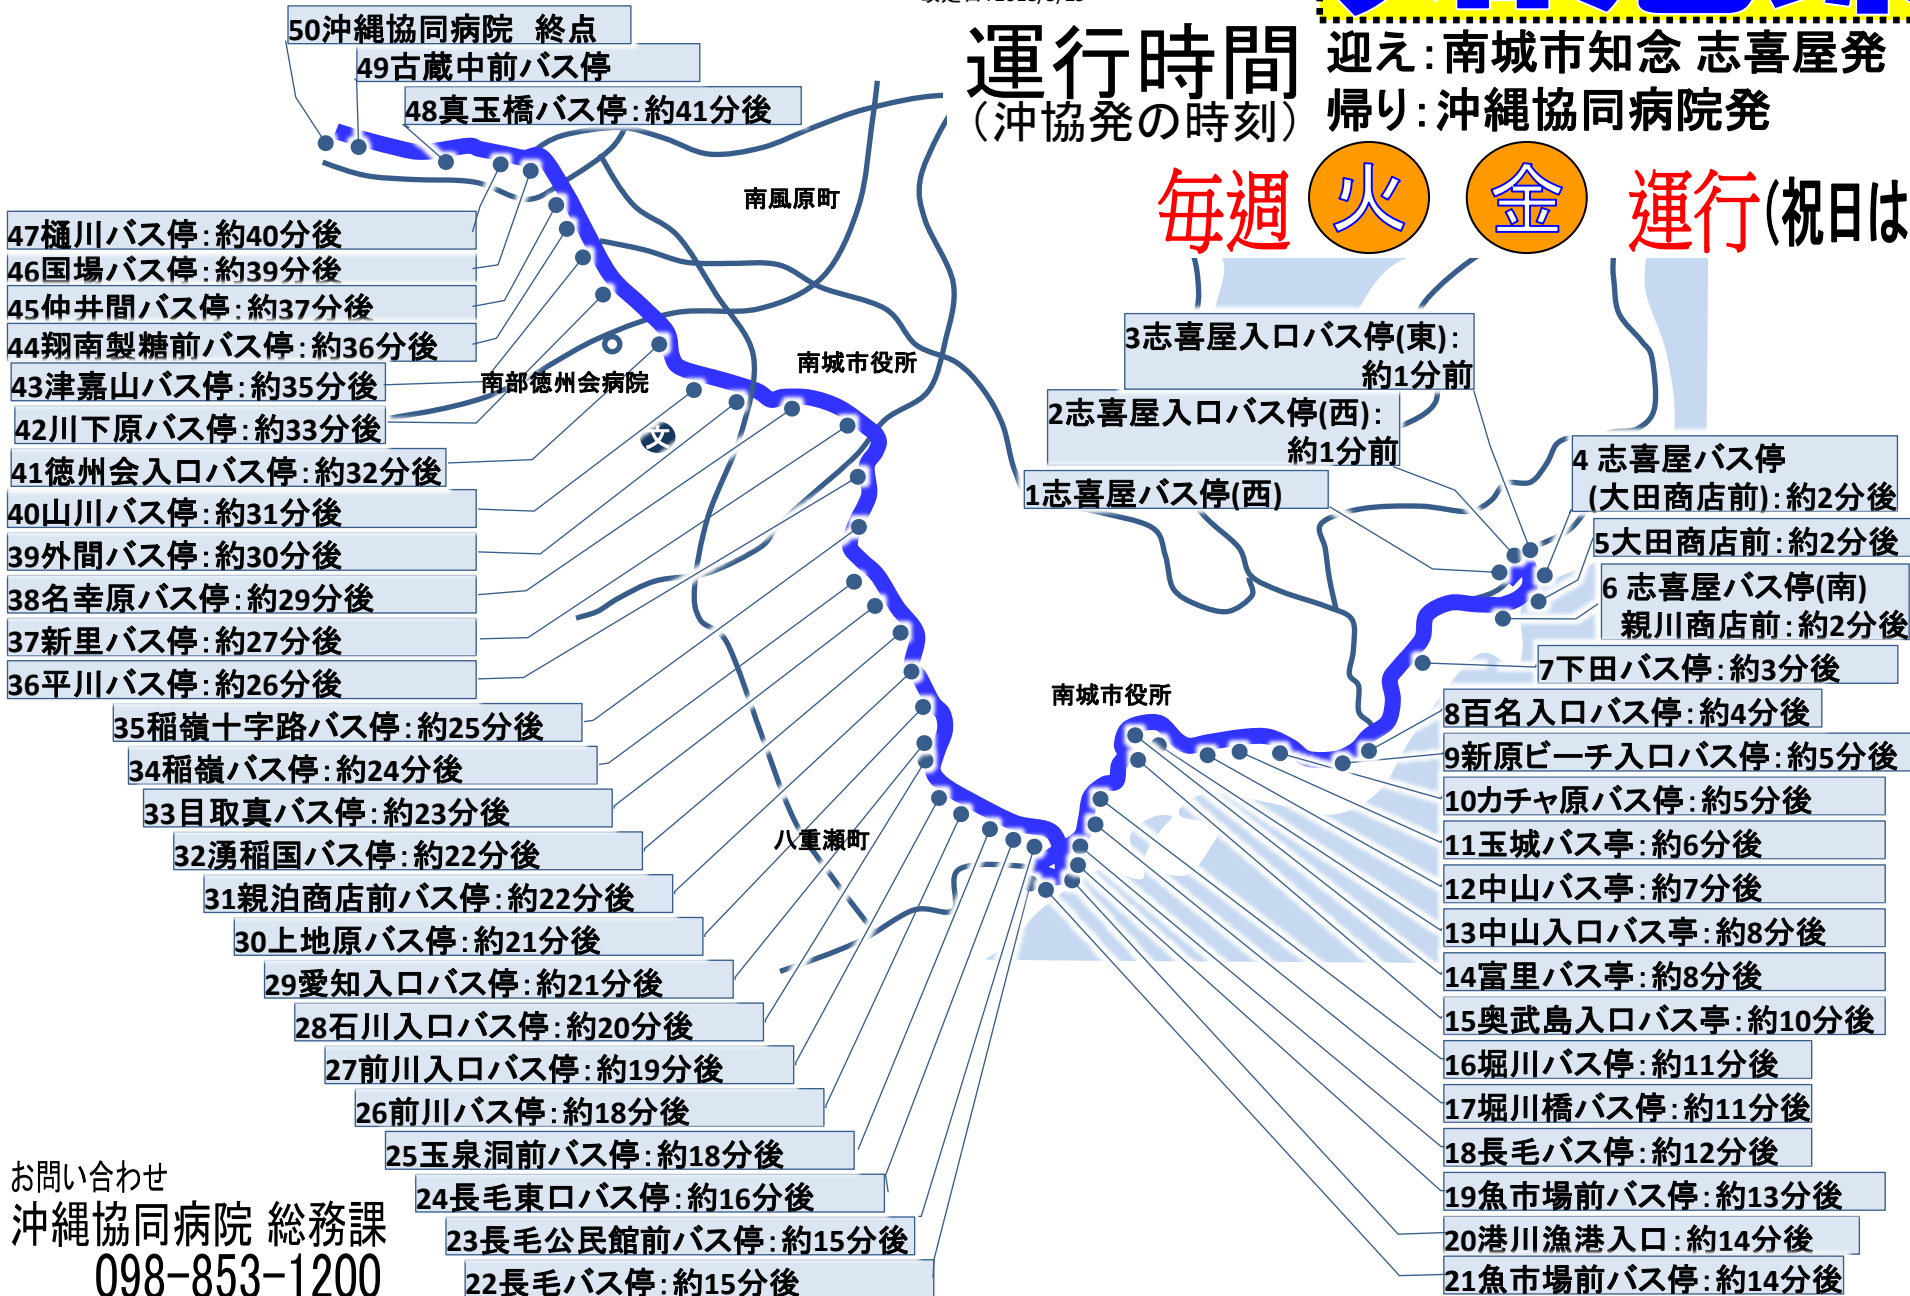 運行時間
(沖協発の時刻)
迎え：南城市知念 志喜屋発
帰り：沖縄協同病院発
毎週 火 金 運行(祝日は
50沖縄協同病院 終点
49古蔵中前バス停
48真玉橋バス停：約41分後
47樋川バス停：約40分後
46国場バス停：約39分後
45仲井間バス停：約37分後
44翔南製糖前バス停：約36分後
43津嘉山バス停：約35分後
42川下原バス停：約33分後
41徳州会入口バス停：約32分後
40山川バス停：約31分後
39外間バス停：約30分後
38名幸原バス停：約29分後
37新里バス停：約27分後
36平川バス停：約26分後
35稲嶺十字路バス停：約25分後
34稲嶺バス停：約24分後
33目取真バス停：約23分後
32湧稲国バス停：約22分後
31親泊商店前バス停：約22分後
30上地原バス停：約21分後
29愛知入口バス停：約21分後
28石川入口バス停：約20分後
27前川入口バス停：約19分後
26前川バス停：約18分後
25玉泉洞前バス停：約18分後
24長毛東口バス停：約16分後
23長毛公民館前バス停：約15分後
22長毛バス停：約15分後
南風原町
南城市役所
南部徳州会病院
文
南城市役所
八重瀬町
3志喜屋入口バス停(東)：
約1分前
2志喜屋入口バス停(西)：
約1分前
1志喜屋バス停(西)
4 志喜屋バス停
(大田商店前)：約2分後
5大田商店前：約2分後
6 志喜屋バス停(南)
親川商店前：約2分後
7下田バス停：約3分後
8百名入口バス停：約4分後
9新原ビーチ入口バス停：約5分後
10カチャ原バス停：約5分後
11玉城バス亭：約6分後
12中山バス亭：約7分後
13中山入口バス亭：約8分後
14富里バス亭：約8分後
15奥武島入口バス亭：約10分後
16堀川バス停：約11分後
17堀川橋バス停：約11分後
18長毛バス停：約12分後
19魚市場前バス停：約13分後
20港川漁港入口：約14分後
21魚市場前バス停：約14分後
お問い合わせ
沖縄協同病院 総務課
098-853-1200